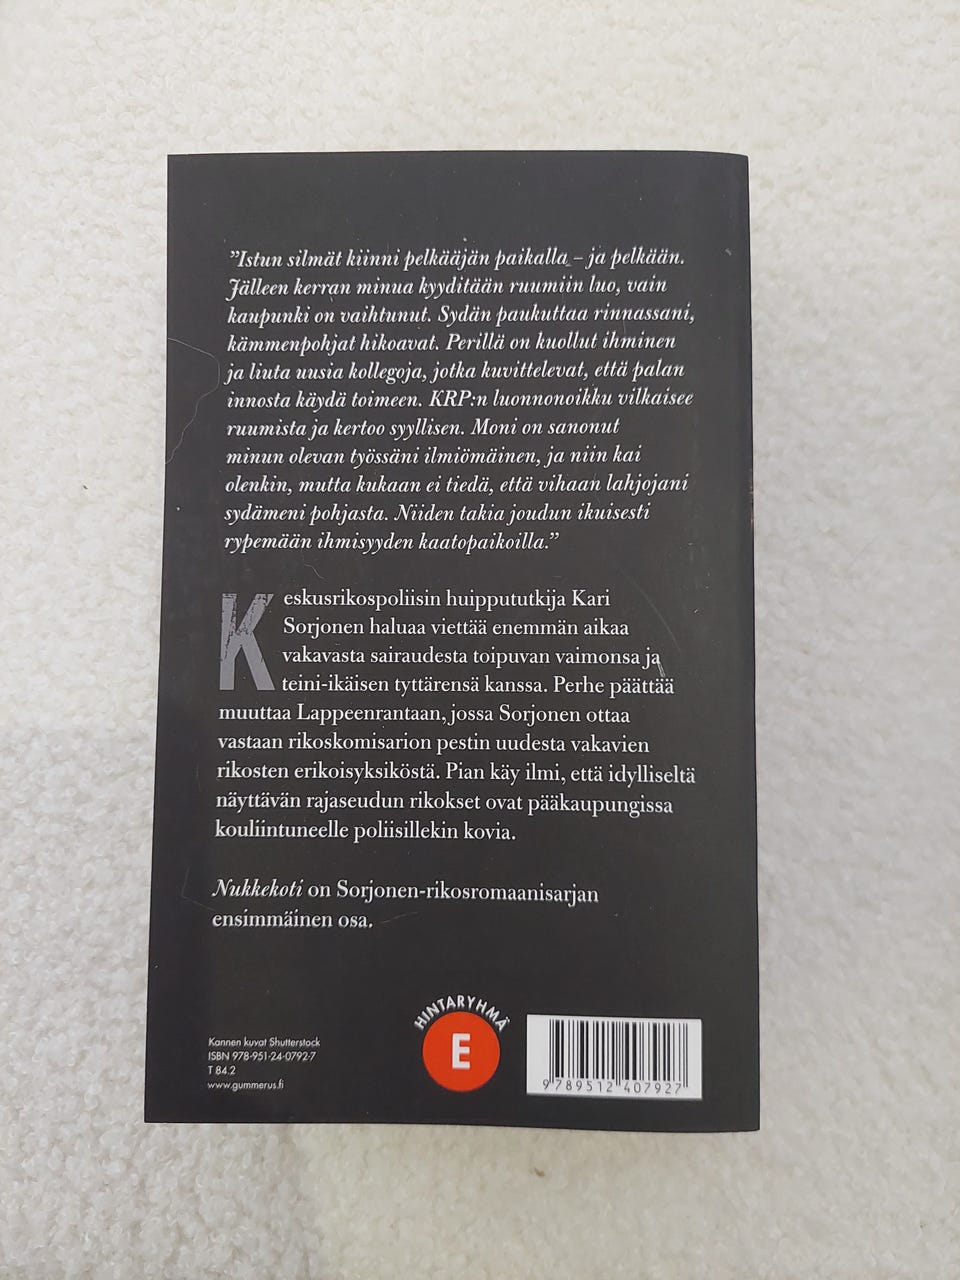 ”Istun silmät kiinni pelkääjän paikalla – ja pelkään.
Jälleen kerran minua kyyditään ruumiin luo, vain
kaupunki on vaihtunut. Sydän paukuttaa rinnassani,
kämmenpohjat hikoavat. Perillä on kuollut ihminen
ja liuta uusia kollegoja, jotka kuvittelevat, että palan
innosta käydä toimeen. KRP:n luonnonoikku vilkaisee
ruumista ja kertoo syyllisen. Moni on sanonut
minun olevan työssäni ilmiömäinen, ja niin kai
olenkin, mutta kukaan ei tiedä, että vihaan lahjojani
sydämeni pohjasta. Niiden takia joudun ikuisesti
rypemään ihmisyyden kaatopaikoilla.”
Keskusrikospoliisin huippututkija Kari
Sorjonen haluaa viettää enemmän aikaa
vakavasta sairaudesta toipuvan vaimonsa ja
teini-ikäisen tyttärensä kanssa. Perhe päättää
muuttaa Lappeenrantaan, jossa Sorjonen ottaa
vastaan rikoskomisarion pestin uudesta vakavien
rikosten erikoisyksiköstä. Pian käy ilmi, että idylliseltä
näyttävän rajaseudun rikokset ovat pääkaupungissa
kouliintuneelle poliisillekin kovia.
Nukkekoti on Sorjonen-rikosromaanisarjan
ensimmäinen osa.
Kannen kuvat Shutterstock
ISBN 978-951-24-0792-7
T 84.2
www.gummerus.fi
HINTARYHMÄ
E
9 789512 407927